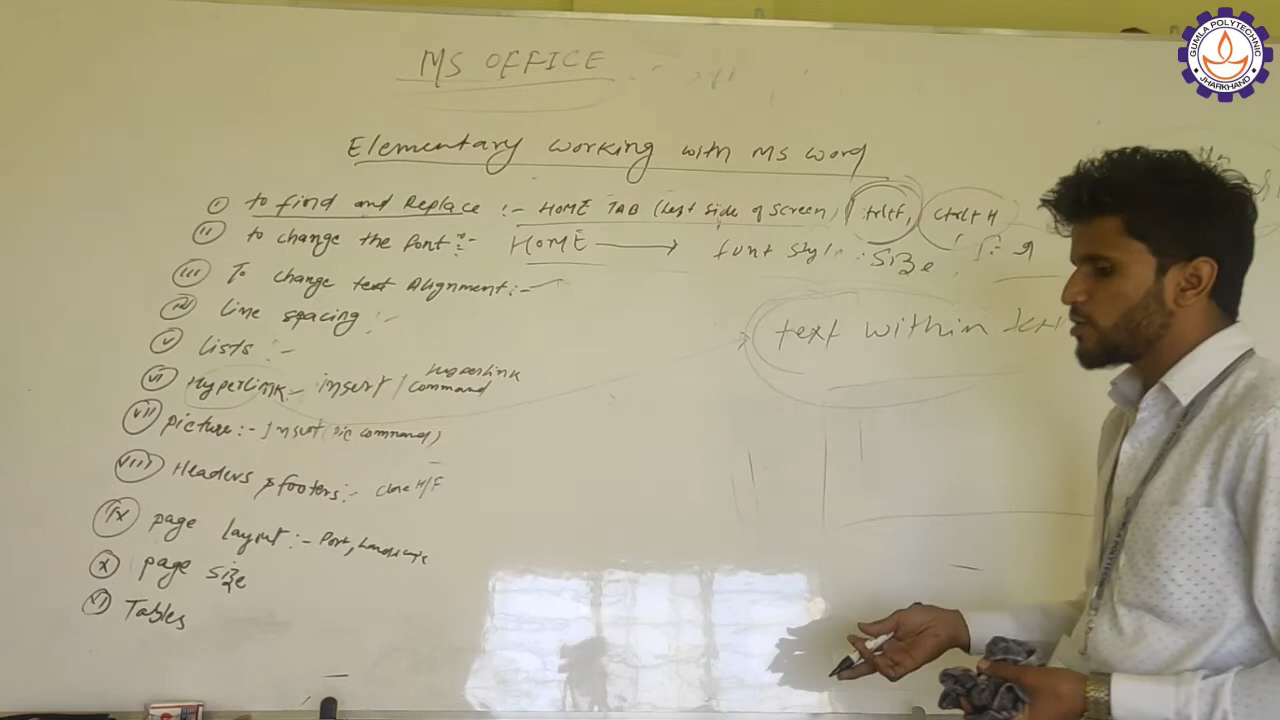 GUMLA POLYTECHNIC
JHARKHAND
MS OFFICE
Elementary working with MS Word
i to find and Replace :- HOME TAB (Left side of Screen) Ctrl+F, Ctrl+H
ii to change the font :- HOME → font style, size
iii To change text Alignment :-
iv Line spacing :-
text within
v Lists :-
vi HyperLink - insert / Hyperlink command
vii picture :- Insert (pic command)
viii Headers & footers :- Close H/F
ix page layout :- Port, Landscape
x page size
xi Tables